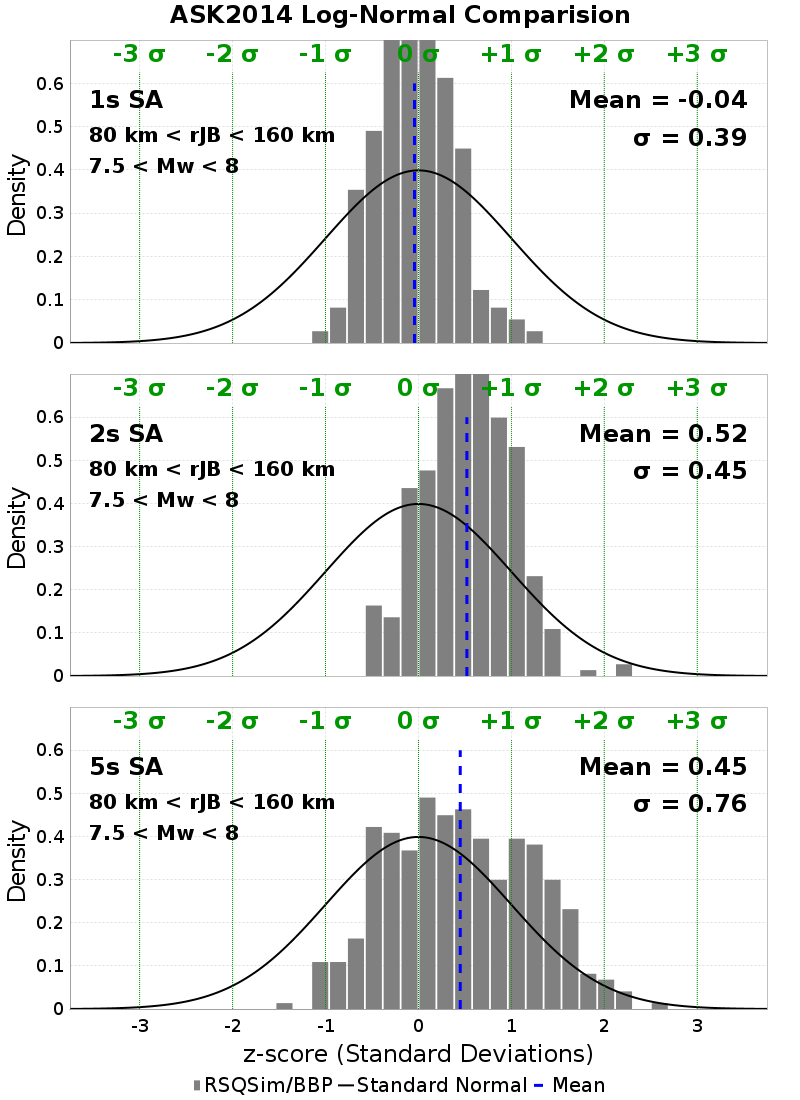 ASK2014 Log-Normal Comparision
-3 σ -2 σ -1 σ 0 σ +1 σ +2 σ +3 σ
1s SA
80 km < rJB < 160 km
7.5 < Mw < 8
Mean = -0.04
σ = 0.39
Density
0.6
0.5
0.4
0.3
0.2
0.1
0
-3 σ -2 σ -1 σ 0 σ +1 σ +2 σ +3 σ
2s SA
80 km < rJB < 160 km
7.5 < Mw < 8
Mean = 0.52
σ = 0.45
Density
0.6
0.5
0.4
0.3
0.2
0.1
0
-3 σ -2 σ -1 σ 0 σ +1 σ +2 σ +3 σ
5s SA
80 km < rJB < 160 km
7.5 < Mw < 8
Mean = 0.45
σ = 0.76
Density
0.6
0.5
0.4
0.3
0.2
0.1
0
-3 -2 -1 0 1 2 3
z-score (Standard Deviations)
RSQSim/BBP Standard Normal Mean